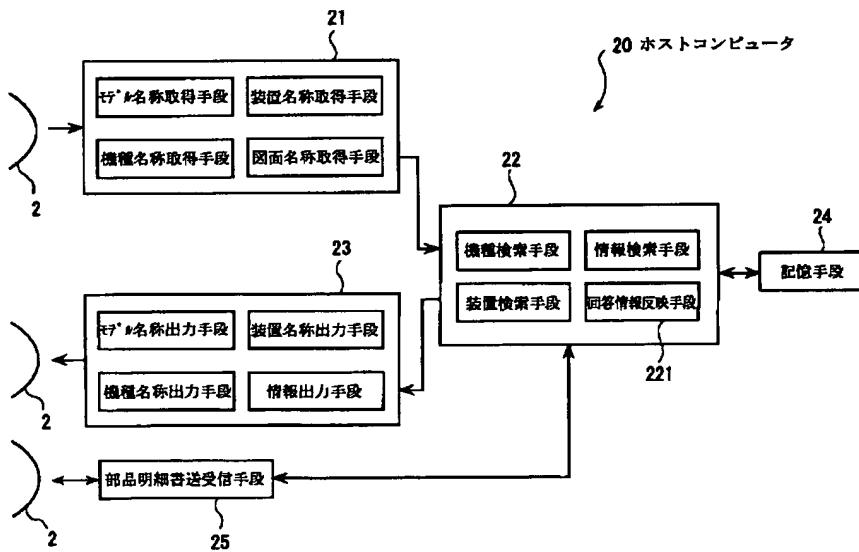 21
20 ホストコンピュータ
ﾓﾃﾞﾙ名称取得手段
装置名称取得手段
機種名称取得手段
図面名称取得手段
2
22
機種検索手段
情報検索手段
装置検索手段
回答情報反映手段
221
24
記憶手段
23
ﾓﾃﾞﾙ名称出力手段
装置名称出力手段
機種名称出力手段
情報出力手段
2
部品明細書送受信手段
2
25